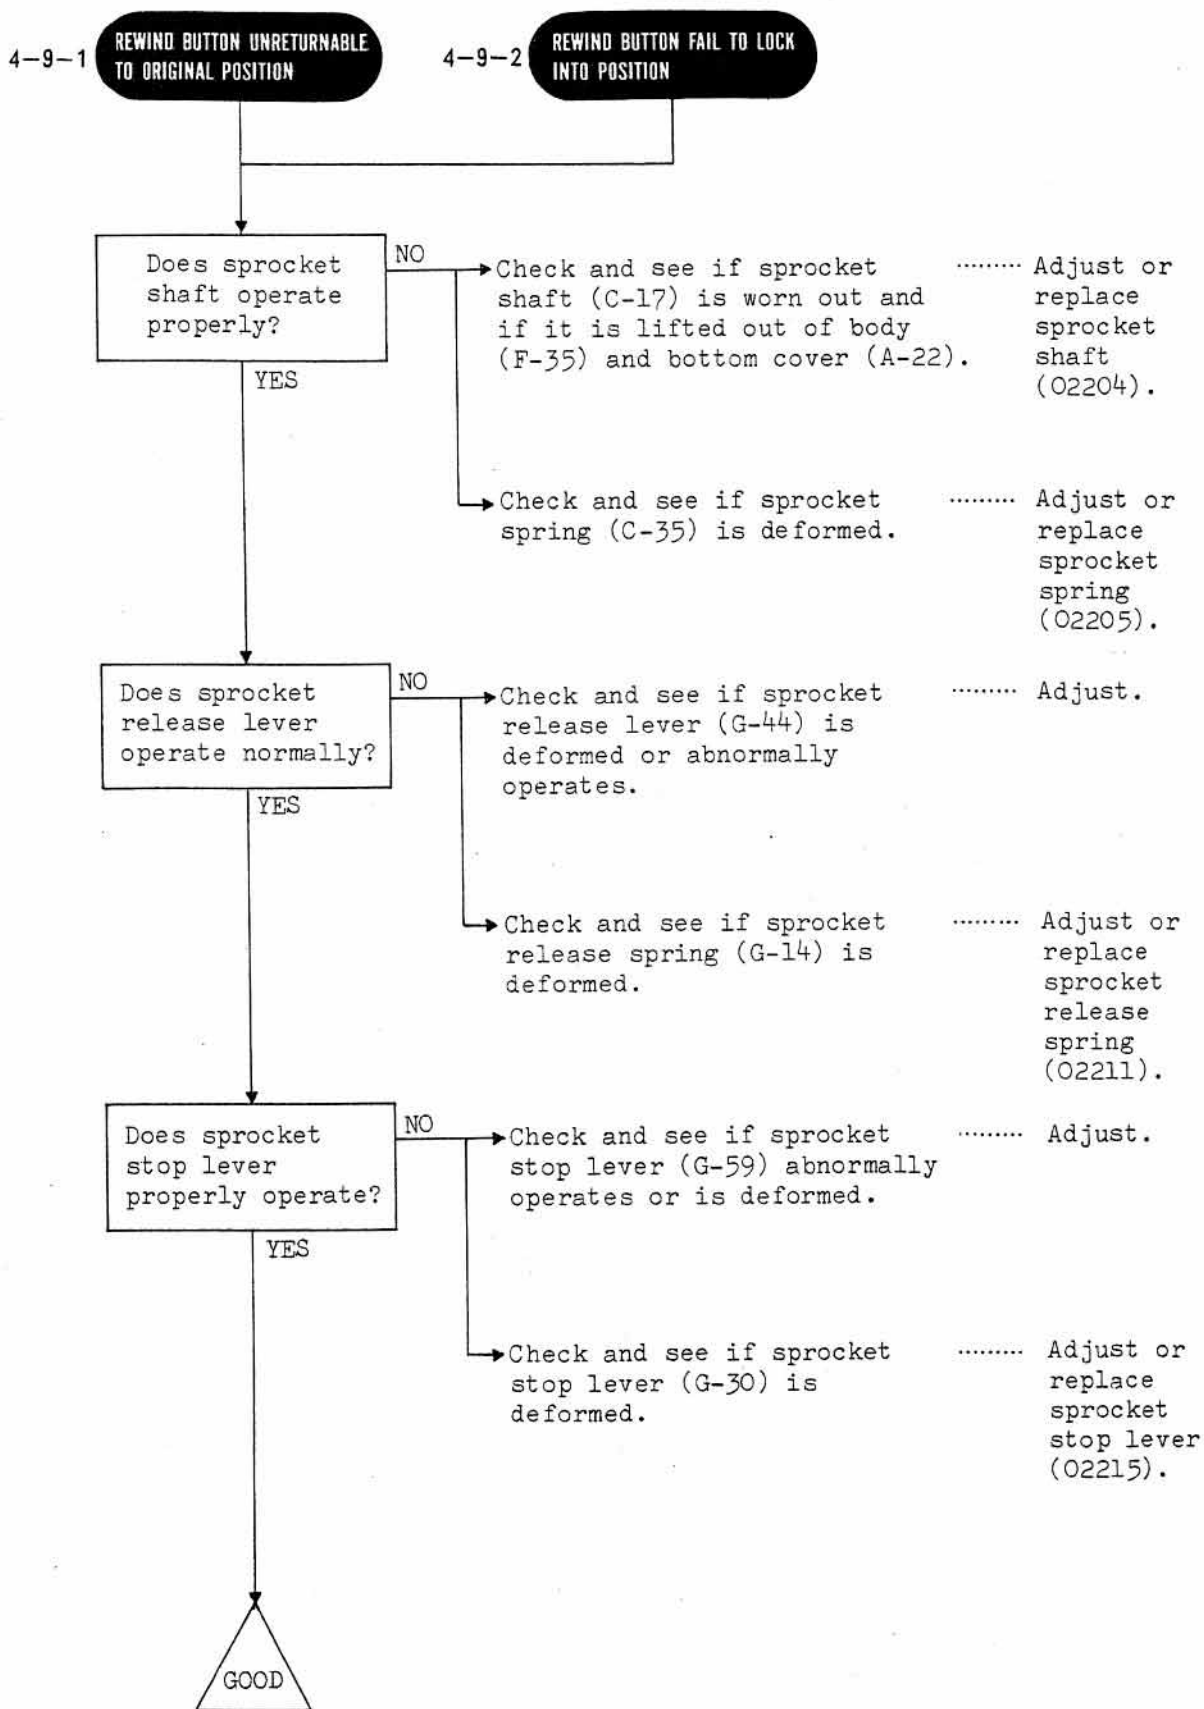 4-9-1
REWIND BUTTON UNRETURNABLE
TO ORIGINAL POSITION
4-9-2
REWIND BUTTON FAIL TO LOCK
INTO POSITION
Does sprocket
shaft operate
properly?
NO
YES
Check and see if sprocket
shaft (C-17) is worn out and
if it is lifted out of body
(F-35) and bottom cover (A-22).
......... Adjust or
replace
sprocket
shaft
(02204).
Check and see if sprocket
spring (C-35) is deformed.
......... Adjust or
replace
sprocket
spring
(02205).
Does sprocket
release lever
operate normally?
NO
YES
Check and see if sprocket
release lever (G-44) is
deformed or abnormally
operates.
......... Adjust.
Check and see if sprocket
release spring (G-14) is
deformed.
......... Adjust or
replace
sprocket
release
spring
(02211).
Does sprocket
stop lever
properly operate?
NO
YES
Check and see if sprocket
stop lever (G-59) abnormally
operates or is deformed.
......... Adjust.
Check and see if sprocket
stop lever (G-30) is
deformed.
......... Adjust or
replace
sprocket
stop lever
(02215).
GOOD